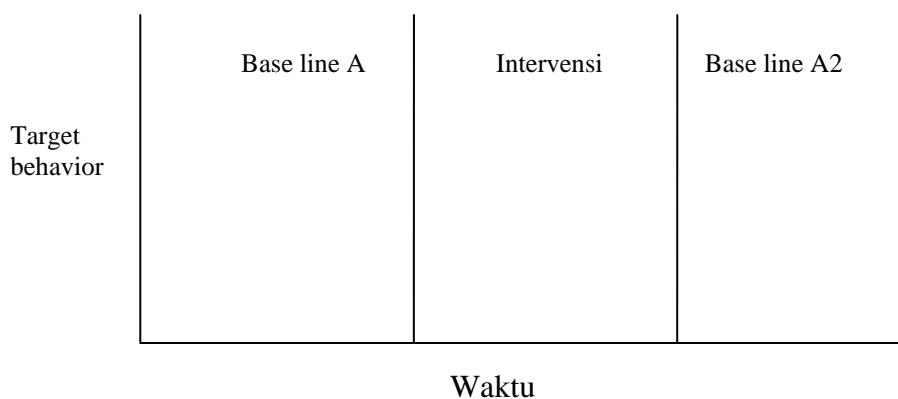 Base line A
Intervensi
Base line A2
Target
behavior
Waktu